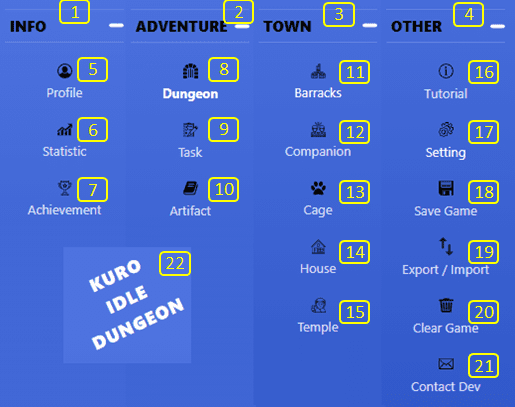 INFO 1
ADVENTURE 2
TOWN 3
OTHER 4
5
Profile
6
Statistic
7
Achievement
8
Dungeon
9
Task
10
Artifact
11
Barracks
12
Companion
13
Cage
14
House
15
Temple
16
Tutorial
17
Setting
18
Save Game
19
Export / Import
20
Clear Game
21
Contact Dev
22
KURO
IDLE
DUNGEON